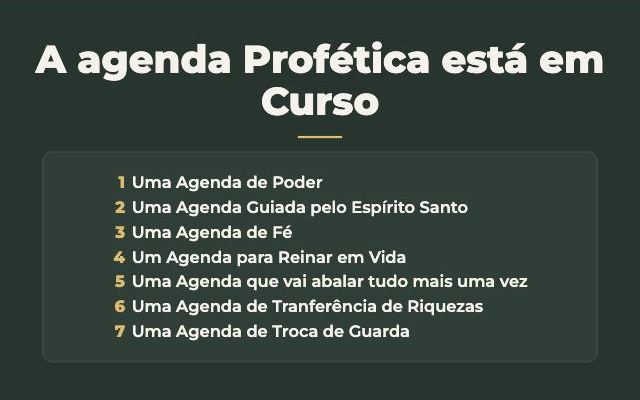 A agenda Profética está em
Curso
1 Uma Agenda de Poder
2 Uma Agenda Guiada pelo Espírito Santo
3 Uma Agenda de Fé
4 Um Agenda para Reinar em Vida
5 Uma Agenda que vai abalar tudo mais uma vez
6 Uma Agenda de Tranferência de Riquezas
7 Uma Agenda de Troca de Guarda